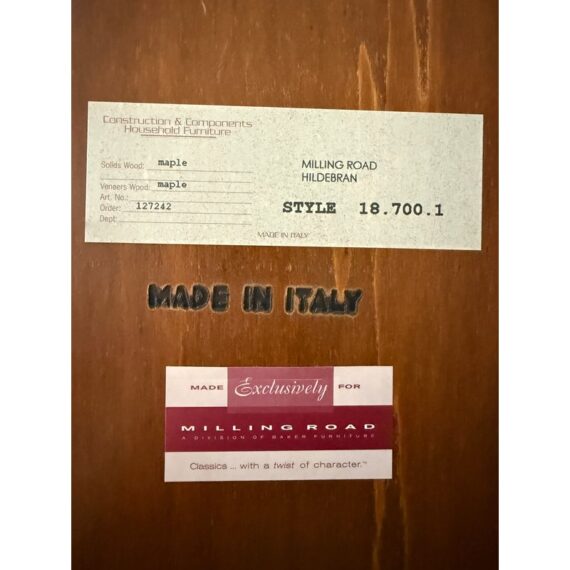 Construction & Components
Household Furniture
Solids Wood: maple
Veneers Wood: maple
Art. No.:
Order: 127242
Dept:
MILLING ROAD
HILDEBRAN
STYLE 18.700.1
MADE IN ITALY
MADE IN ITALY
MADE Exclusively FOR
MILLING ROAD
A DIVISION OF BAKER FURNITURE
Classics ... with a twist of character.™